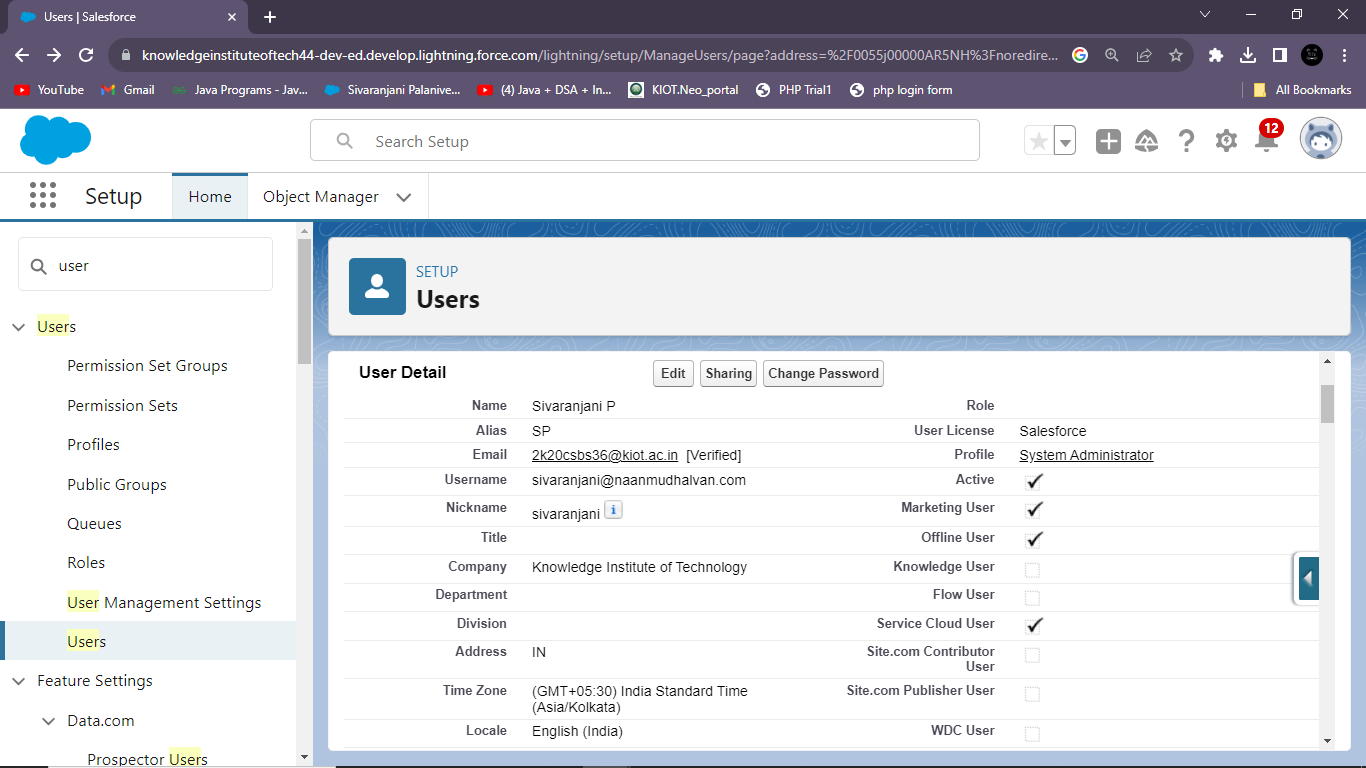 Users | Salesforce
knowledgeinstituteoftech44-dev-ed.develop.lightning.force.com/lightning/setup/ManageUsers/page?address=%2F0055j00000AR5NH%3Fnoredire...
YouTube
Gmail
Java Programs - Jav...
Sivaranjani Palanive...
(4) Java + DSA + In...
KIOT.Neo_portal
PHP Trial1
php login form
All Bookmarks
Search Setup
12
Setup
Home
Object Manager
user
Users
Permission Set Groups
Permission Sets
Profiles
Public Groups
Queues
Roles
User Management Settings
Users
Feature Settings
Data.com
Prospector Users
SETUP
Users
User Detail
Edit
Sharing
Change Password
Name Sivaranjani P
Role
Alias SP
User License Salesforce
Email 2k20csbs36@kiot.ac.in [Verified]
Profile System Administrator
Username sivaranjani@naanmudhalvan.com
Active
Nickname sivaranjani i
Marketing User
Title
Offline User
Company Knowledge Institute of Technology
Knowledge User
Department
Flow User
Division
Service Cloud User
Address IN
Site.com Contributor
User
Time Zone (GMT+05:30) India Standard Time
(Asia/Kolkata)
Site.com Publisher User
Locale English (India)
WDC User